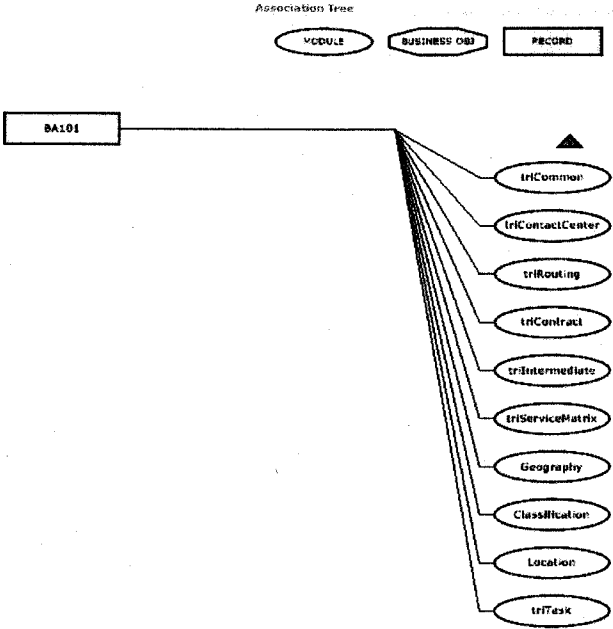 Association Tree
MODULE
BUSINESS OBJ
RECORD
BA101
triCommon
triContactCenter
triRouting
triContract
triIntermediate
triServiceMatrix
Geography
Classification
Location
triTask